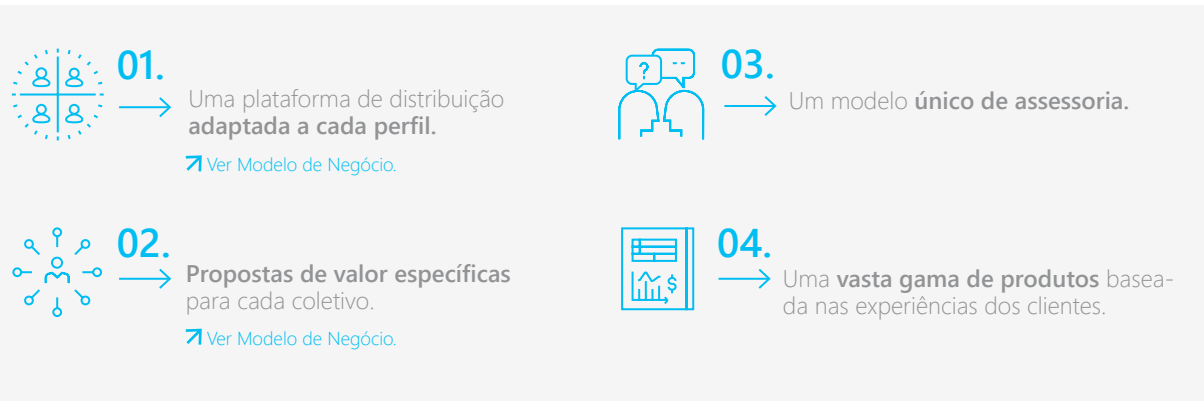 01.
Uma plataforma de distribuição
adaptada a cada perfil.
Ver Modelo de Negócio.
02.
Propostas de valor específicas
para cada coletivo.
Ver Modelo de Negócio.
?
03.
Um modelo único de assessoria.
$
04.
Uma vasta gama de produtos basea-
da nas experiências dos clientes.